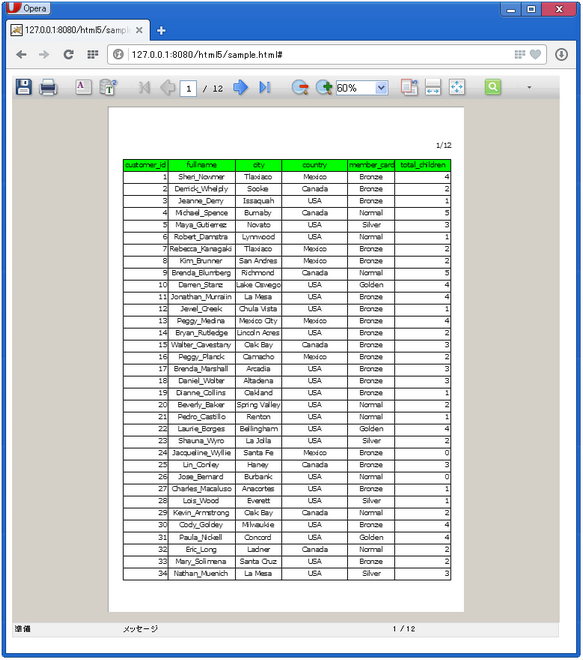 Opera
127.0.0.1:8080/html5/samp
127.0.0.1:8080/html5/sample.html#
1 / 12 60%
1/12
customer_id fullname city country member_card total_children
1 Sheri_Nowmer Tlaxiaco Mexico Bronze 4
2 Derrick_Whelply Sooke Canada Bronze 2
3 Jeanne_Derry Issaquah USA Bronze 1
4 Michael_Spence Burnaby Canada Normal 5
5 Maya_Gutierrez Novato USA Silver 3
6 Robert_Damstra Lynnwood USA Normal 1
7 Rebecca_Kanagaki Tlaxiaco Mexico Bronze 2
8 Kim_Brunner San Andres Mexico Bronze 2
9 Brenda_Blumberg Richmond Canada Normal 5
10 Darren_Stanz Lake Oswego USA Golden 4
11 Jonathan_Murraiin La Mesa USA Bronze 4
12 Jewel_Creek Chula Vista USA Bronze 1
13 Peggy_Medina Mexico City Mexico Bronze 4
14 Bryan_Rutledge Lincoln Acres USA Bronze 2
15 Walter_Cavestany Oak Bay Canada Bronze 3
16 Peggy_Planck Camacho Mexico Bronze 2
17 Brenda_Marshall Arcadia USA Bronze 3
18 Daniel_Wolter Altadena USA Bronze 3
19 Dianne_Collins Oakland USA Bronze 1
20 Beverly_Baker Spring Valley USA Normal 2
21 Pedro_Castillo Renton USA Normal 1
22 Laurie_Borges Bellingham USA Golden 4
23 Shauna_Wyro La Jolla USA Silver 2
24 Jacqueline_Wyllie Santa Fe Mexico Bronze 0
25 Lin_Conley Haney Canada Bronze 3
26 Jose_Bernard Burbank USA Normal 0
27 Charles_Macaluso Anacortes USA Bronze 1
28 Lois_Wood Everett USA Silver 1
29 Kevin_Armstrong Oak Bay Canada Normal 2
30 Cody_Goldey Milwaukie USA Bronze 4
31 Paula_Nickell Concord USA Golden 4
32 Eric_Long Ladner Canada Normal 2
33 Mary_Solimena Santa Cruz USA Bronze 2
34 Nathan_Muenich La Mesa USA Silver 3
準備 メッセージ 1 / 12